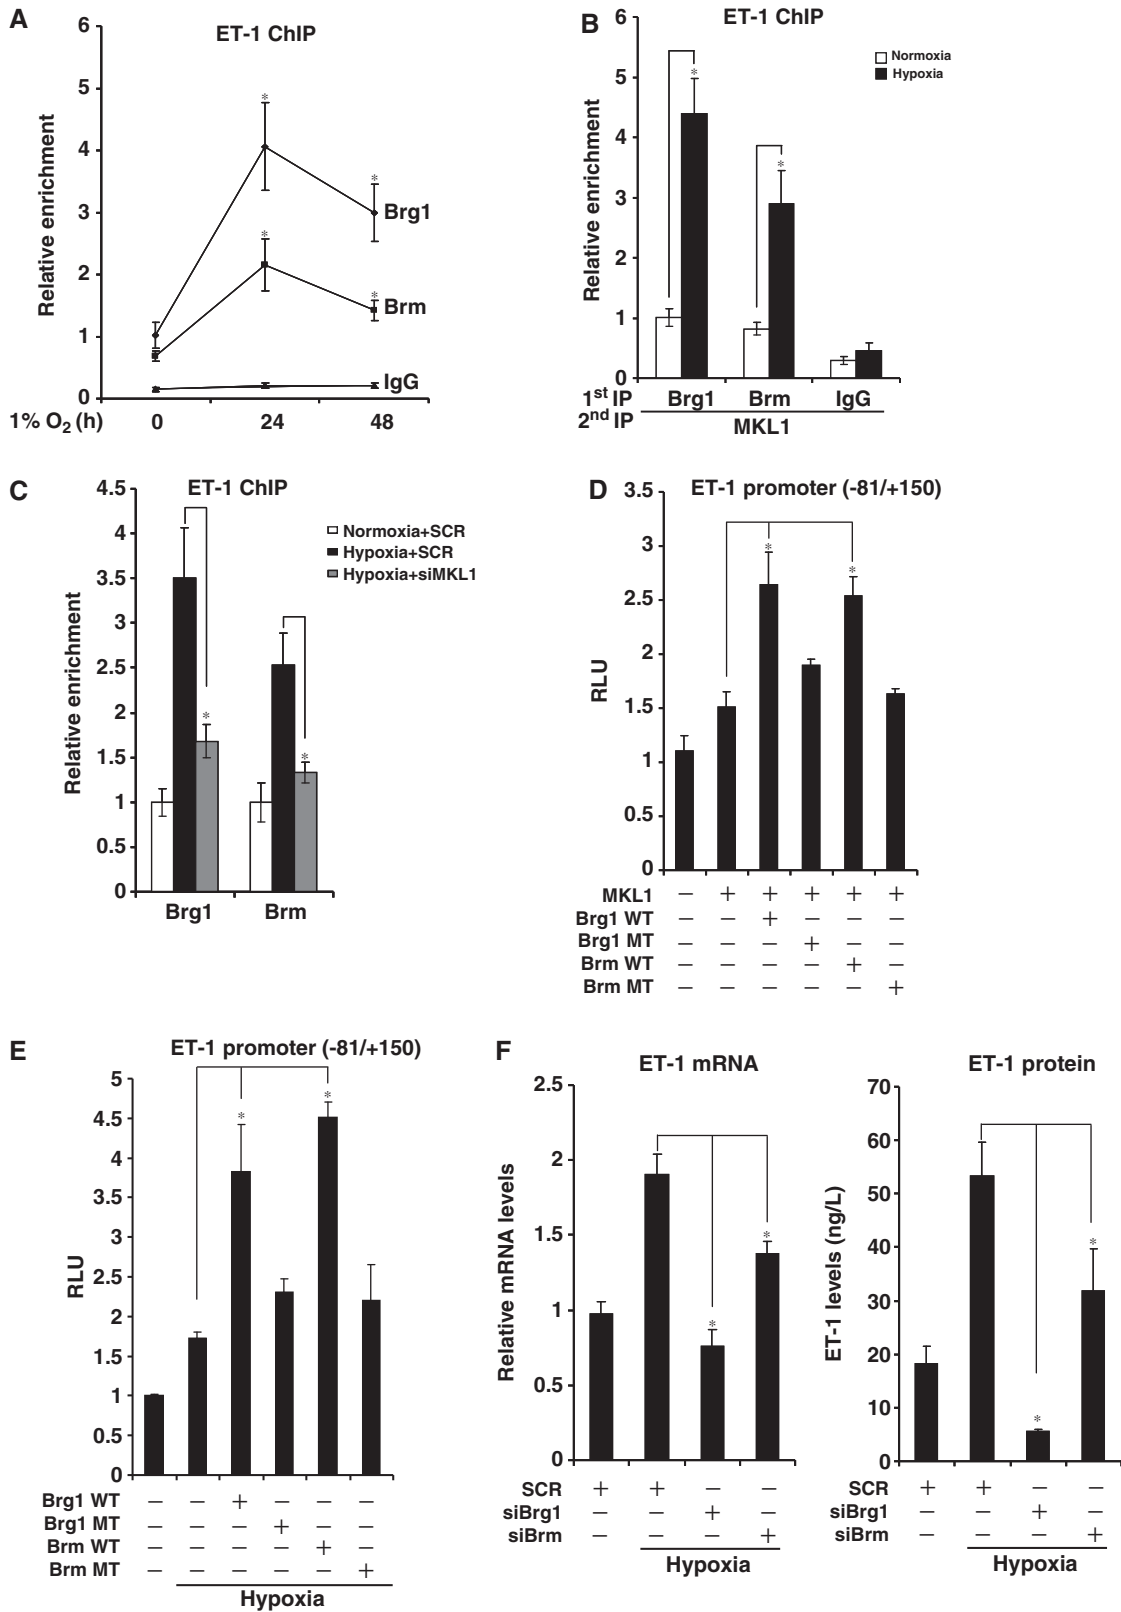 A
ET-1 ChIP
Relative enrichment
6
5
4
3
2
1
0
*
*
*
*
Brg1
Brm
IgG
1% O2 (h)
0
24
48
B
ET-1 ChIP
Relative enrichment
6
5
4
3
2
1
0
Normoxia
Hypoxia
*
*
1st IP
Brg1
Brm
IgG
2nd IP
MKL1
C
ET-1 ChIP
Relative enrichment
4.5
4
3.5
3
2.5
2
1.5
1
0.5
0
Normoxia+SCR
Hypoxia+SCR
Hypoxia+siMKL1
*
*
Brg1
Brm
D
ET-1 promoter (-81/+150)
RLU
3.5
3
2.5
2
1.5
1
0.5
0
*
*
MKL1 – + + + + +
Brg1 WT – – + – – –
Brg1 MT – – – + – –
Brm WT – – – – + –
Brm MT – – – – – +
E
ET-1 promoter (-81/+150)
RLU
5
4.5
4
3.5
3
2.5
2
1.5
1
0.5
0
*
*
Brg1 WT – – + – – –
Brg1 MT – – – + – –
Brm WT – – – – + –
Brm MT – – – – – +
Hypoxia
F
ET-1 mRNA
Relative mRNA levels
2.5
2
1.5
1
0.5
0
*
*
SCR + + – –
siBrg1 – – + –
siBrm – – – +
Hypoxia
ET-1 protein
ET-1 levels (ng/L)
70
60
50
40
30
20
10
0
*
*
SCR + + – –
siBrg1 – – + –
siBrm – – – +
Hypoxia